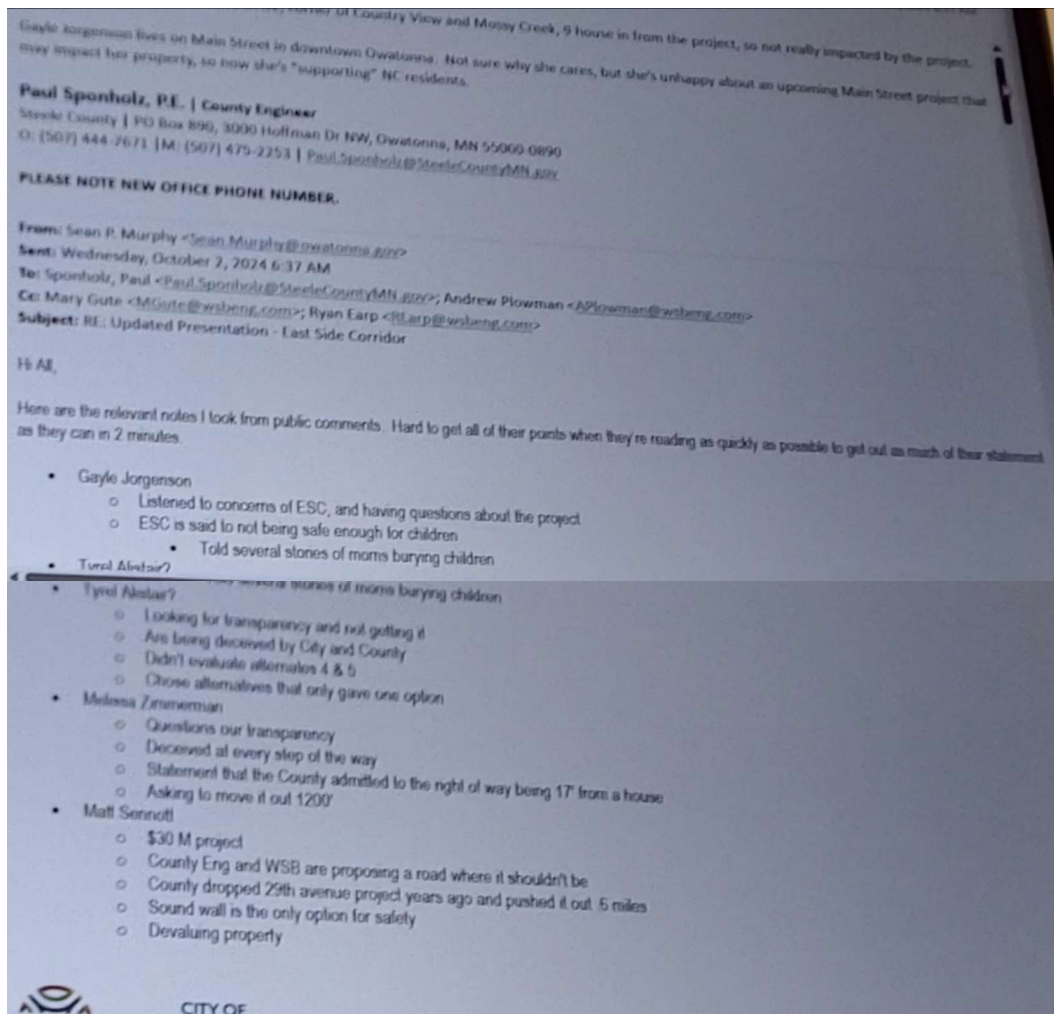 corner of Country View and Mossy Creek, 9 house in from the project, so not really impacted by the project.
Gayle Jorgenson lives on Main Street in downtown Owatonna. Not sure why she cares, but she's unhappy about an upcoming Main Street project that
may impact her property, so now she's "supporting" NC residents.
Paul Sponholz, P.E. | County Engineer
Steele County | PO Box 890, 3000 Hoffman Dr NW, Owatonna, MN 55060-0890
O: (507) 444-7671 | M: (507) 475-2253 | Paul.Sponholz@SteeleCountyMN.gov
PLEASE NOTE NEW OFFICE PHONE NUMBER.
From: Sean P. Murphy <Sean.Murphy@owatonna.gov>
Sent: Wednesday, October 2, 2024 6:37 AM
To: Sponholz, Paul <Paul.Sponholz@SteeleCountyMN.gov>; Andrew Plowman <APlowman@wsbeng.com>
Cc: Mary Gute <MGute@wsbeng.com>; Ryan Earp <REarp@wsbeng.com>
Subject: RE: Updated Presentation - East Side Corridor
Hi All,
Here are the relevant notes I took from public comments. Hard to get all of their points when they're reading as quickly as possible to get out as much of their statement
as they can in 2 minutes.
• Gayle Jorgenson
o Listened to concerns of ESC, and having questions about the project
o ESC is said to not being safe enough for children
• Told several stories of moms burying children
• Tyrol Alistair?
several stories of moms burying children
• Tyrel Alistair?
o Looking for transparency and not getting it
o Are being deceived by City and County
o Didn't evaluate alternates 4 & 5
o Chose alternatives that only gave one option
• Melissa Zimmerman
o Questions our transparency
o Deceived at every step of the way
o Statement that the County admitted to the right of way being 17' from a house
o Asking to move it out 1200'
• Matt Sennott
o $30 M project
o County Eng and WSB are proposing a road where it shouldn't be
o County dropped 29th avenue project years ago and pushed it out .5 miles
o Sound wall is the only option for safety
o Devaluing property
CITY OF